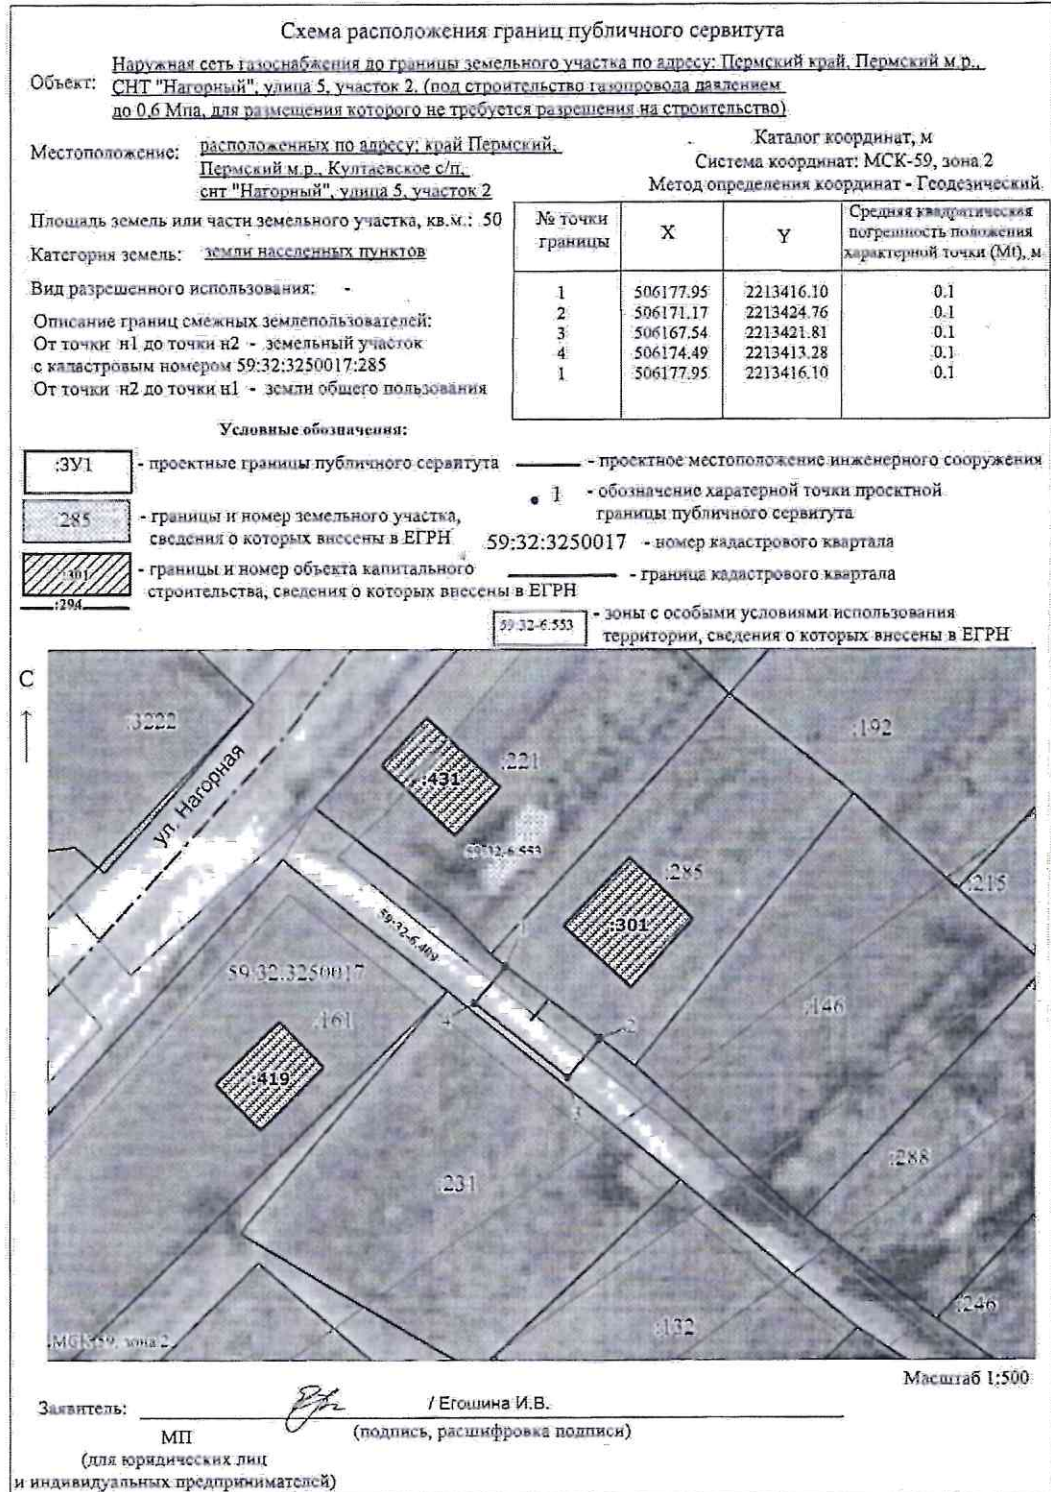 Схема расположения границ публичного сервитута
Объект: Наружная сеть газоснабжения до границы земельного участка по адресу: Пермский край, Пермский м.р.,
СНТ "Нагорный", улица 5, участок 2, (под строительство газопровода давлением
до 0,6 Мпа, для размещения которого не требуется разрешения на строительство)
Местоположение: расположенных по адресу: край Пермский,
Пермский м.р., Култаевское с/п,
снт "Нагорный", улица 5, участок 2
Площадь земель или части земельного участка, кв.м.: 50
Категория земель: земли населенных пунктов
Вид разрешенного использования: -
Описание границ смежных землепользователей:
От точки н1 до точки н2 - земельный участок
с кадастровым номером 59:32:3250017:285
От точки н2 до точки н1 - земли общего пользования
Каталог координат, м
Система координат: МСК-59, зона 2
Метод определения координат - Геодезический
№ точки границы X Y Средняя квадратическая погрешность положения характерной точки (Mt), м
1 506177.95 2213416.10 0.1
2 506171.17 2213424.76 0.1
3 506167.54 2213421.81 0.1
4 506174.49 2213413.28 0.1
1 506177.95 2213416.10 0.1
Условные обозначения:
:ЗУ1 - проектные границы публичного сервитута
:285 - границы и номер земельного участка,
сведения о которых внесены в ЕГРН
:301 - границы и номер объекта капитального
строительства, сведения о которых внесены в ЕГРН
:294
- проектное местоположение инженерного сооружения
1 - обозначение харатерной точки проектной
границы публичного сервитута
59:32:3250017 - номер кадастрового квартала
- граница кадастрового квартала
59:32-6.553 - зоны с особыми условиями использования
территории, сведения о которых внесены в ЕГРН
С
:3222
ул. Нагорная
:431
:221
:192
59:32-6.553
:285
:215
:301
59:32-6.409
1
59:32:3250017
:161
4
2
:146
:419
3
:231
:288
:246
:132
МСК-59, зона 2
Масштаб 1:500
Заявитель: / Егошина И.В.
МП (подпись, расшифровка подписи)
(для юридических лиц
и индивидуальных предпринимателей)